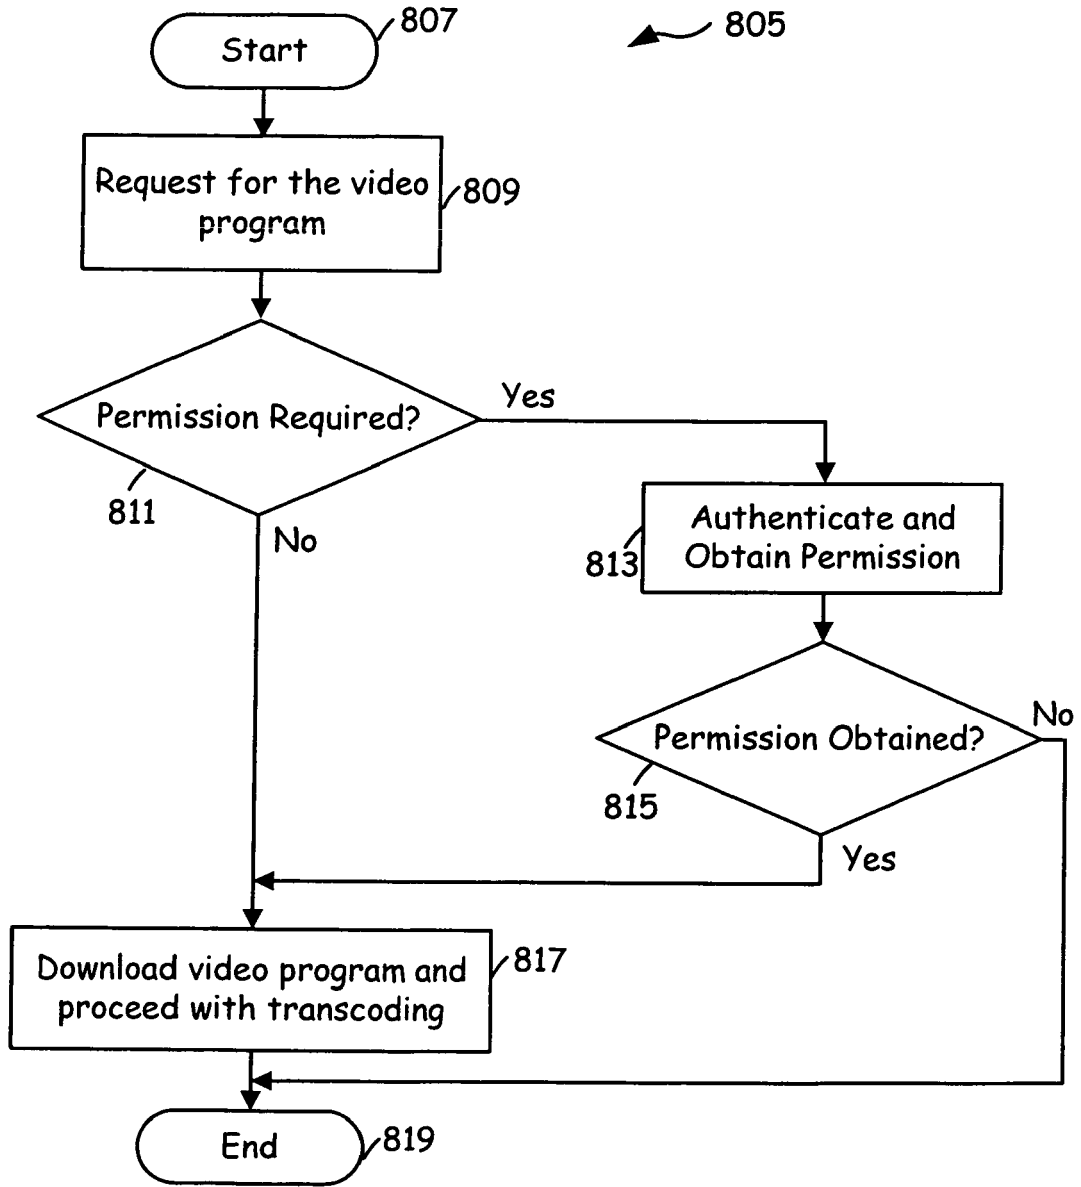 Start
807
805
Request for the video
program
809
Permission Required?
811
Yes
No
Authenticate and
Obtain Permission
813
Permission Obtained?
815
No
Yes
Download video program and
proceed with transcoding
817
End
819